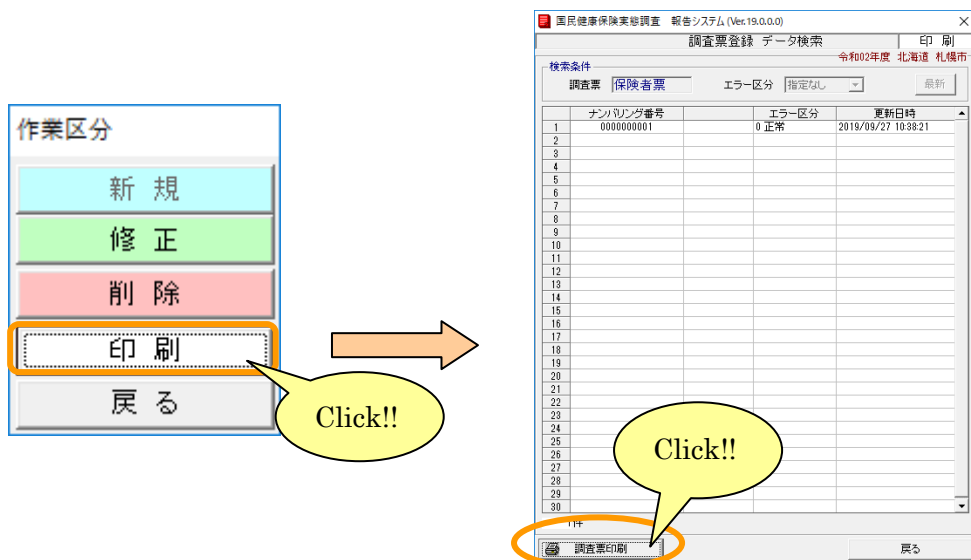 作業区分
新 規
修 正
削 除
印 刷
戻 る
Click!!
国民健康保険実態調査 報告システム (Ver.19.0.0.0)
調査票登録 データ検索 印 刷
令和02年度 北海道 札幌市
検索条件
調査票 保険者票 エラー区分 指定なし 最新
ナンバリング番号 エラー区分 更新日時
1 0000000001 0 正常 2019/09/27 10:38:21
2
3
4
5
6
7
8
9
10
11
12
13
14
15
16
17
18
19
20
21
22
23
24
25
26
27
28
29
30
Click!!
調査票印刷 戻る